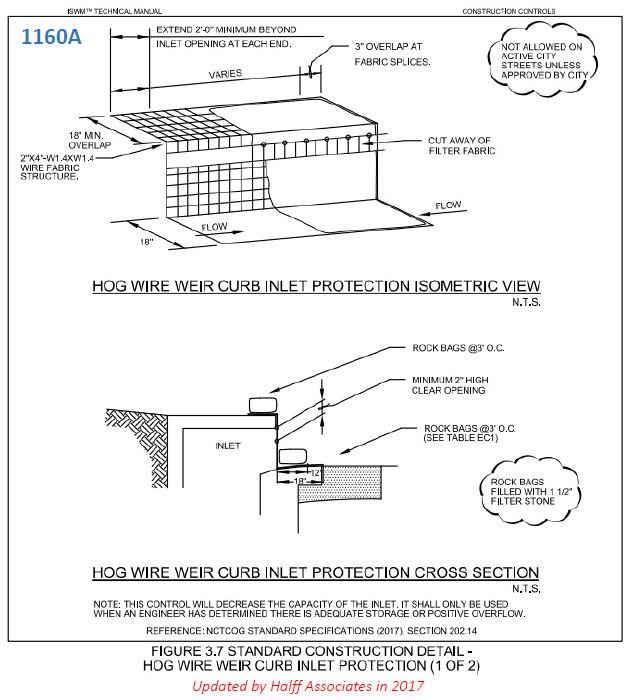 ISWM™ TECHNICAL MANUAL
CONSTRUCTION CONTROLS
1160A
EXTEND 2'-0" MINIMUM BEYOND
INLET OPENING AT EACH END.
3" OVERLAP AT
FABRIC SPLICES.
NOT ALLOWED ON
ACTIVE CITY
STREETS UNLESS
APPROVED BY CITY
VARIES
18" MIN.
OVERLAP
2"X4"-W1.4XW1.4
WIRE FABRIC
STRUCTURE.
CUT AWAY OF
FILTER FABRIC
FLOW
FLOW
18"
HOG WIRE WEIR CURB INLET PROTECTION ISOMETRIC VIEW
N.T.S.
ROCK BAGS @3' O.C.
MINIMUM 2" HIGH
CLEAR OPENING
ROCK BAGS @3' O.C.
(SEE TABLE EC1)
INLET
12"
18"
ROCK BAGS
FILLED WITH 1 1/2"
FILTER STONE
HOG WIRE WEIR CURB INLET PROTECTION CROSS SECTION
N.T.S.
NOTE: THIS CONTROL WILL DECREASE THE CAPACITY OF THE INLET. IT SHALL ONLY BE USED
WHEN AN ENGINEER HAS DETERMINED THERE IS ADEQUATE STORAGE OR POSITIVE OVERFLOW.
REFERENCE: NCTCOG STANDARD SPECIFICATIONS (2017). SECTION 202.14
FIGURE 3.7 STANDARD CONSTRUCTION DETAIL -
HOG WIRE WEIR CURB INLET PROTECTION (1 OF 2)
Updated by Halff Associates in 2017